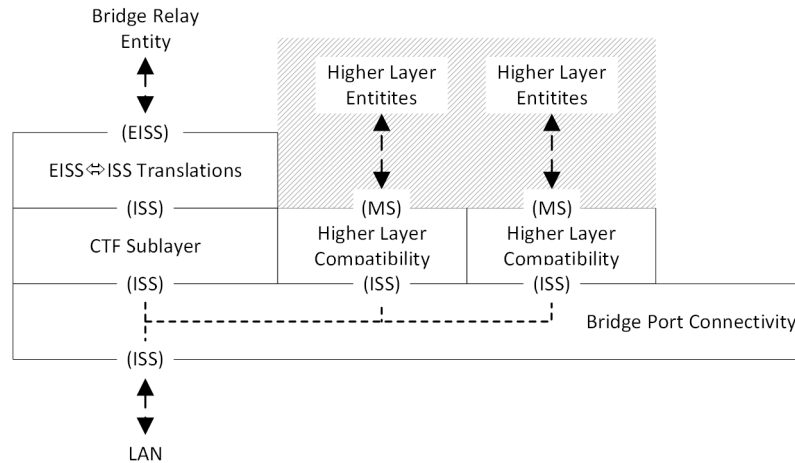 Bridge Relay
Entity
Higher Layer
Entitites
Higher Layer
Entitites
(EISS)
EISS⇔ISS Translations
(ISS)
(MS)
(MS)
CTF Sublayer
Higher Layer
Compatibility
Higher Layer
Compatibility
(ISS)
(ISS)
(ISS)
Bridge Port Connectivity
(ISS)
LAN